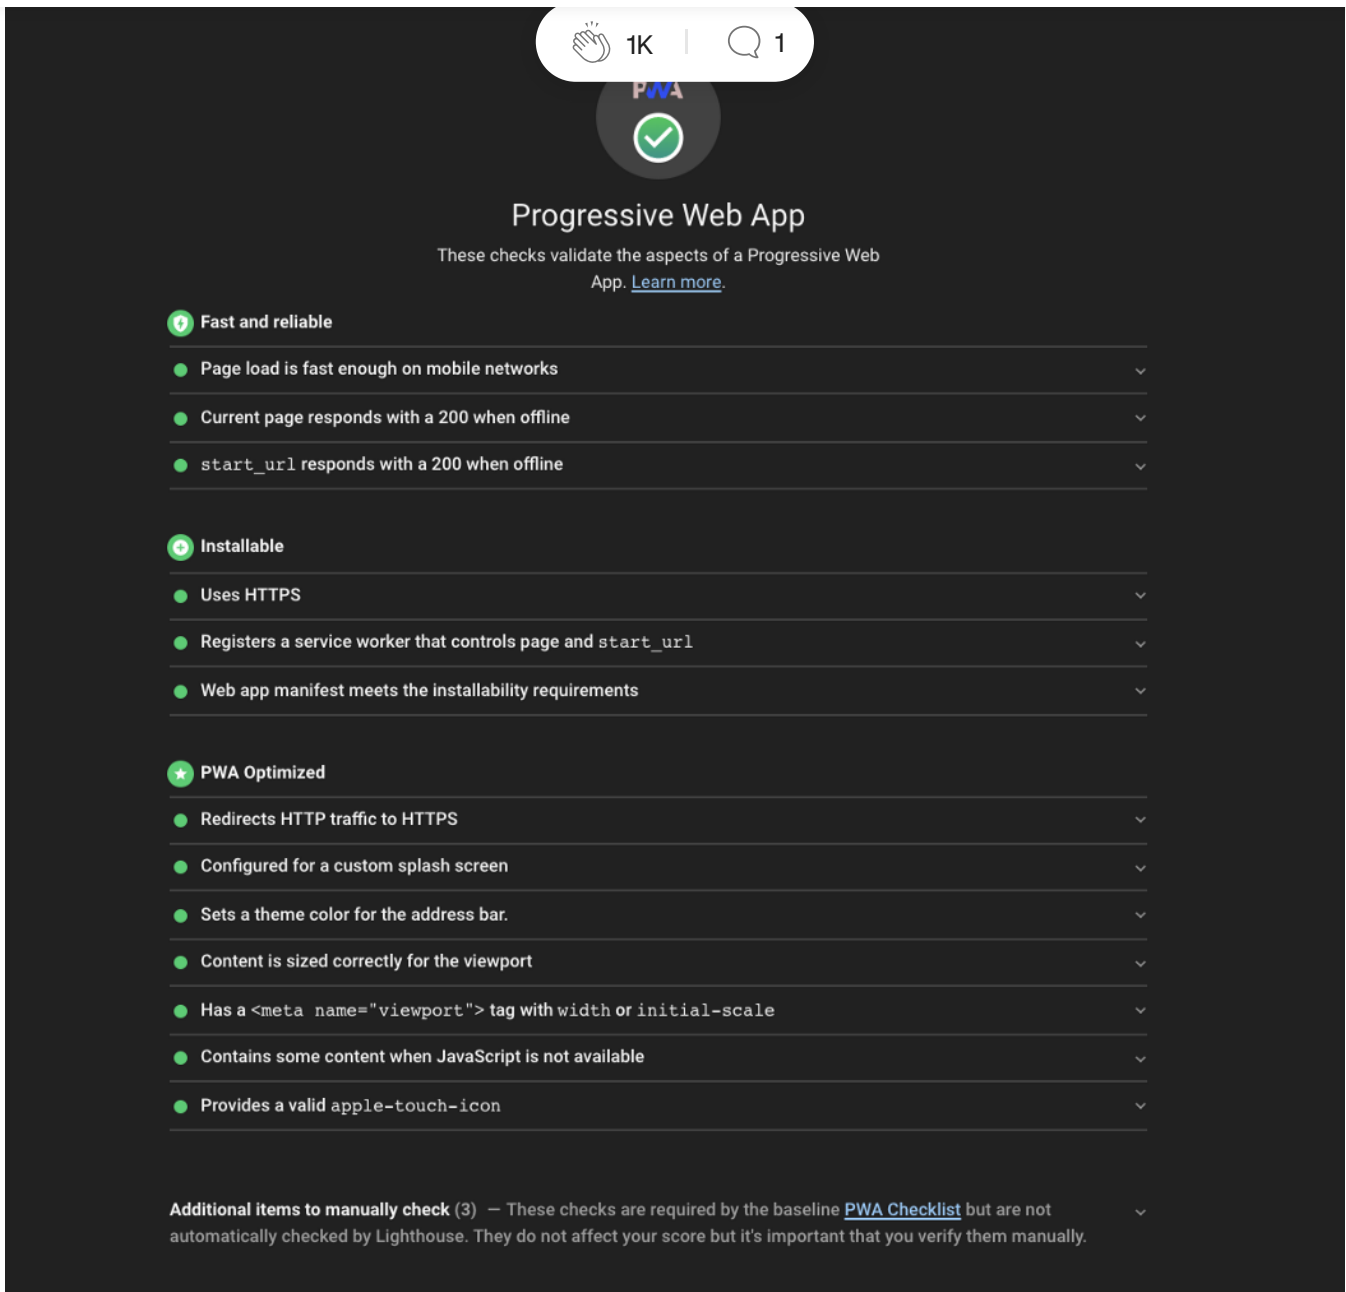 1K 1
PWA
Progressive Web App
These checks validate the aspects of a Progressive Web
App. Learn more.
Fast and reliable
Page load is fast enough on mobile networks
Current page responds with a 200 when offline
start_url responds with a 200 when offline
Installable
Uses HTTPS
Registers a service worker that controls page and start_url
Web app manifest meets the installability requirements
PWA Optimized
Redirects HTTP traffic to HTTPS
Configured for a custom splash screen
Sets a theme color for the address bar.
Content is sized correctly for the viewport
Has a <meta name="viewport"> tag with width or initial-scale
Contains some content when JavaScript is not available
Provides a valid apple-touch-icon
Additional items to manually check (3) — These checks are required by the baseline PWA Checklist but are not
automatically checked by Lighthouse. They do not affect your score but it's important that you verify them manually.